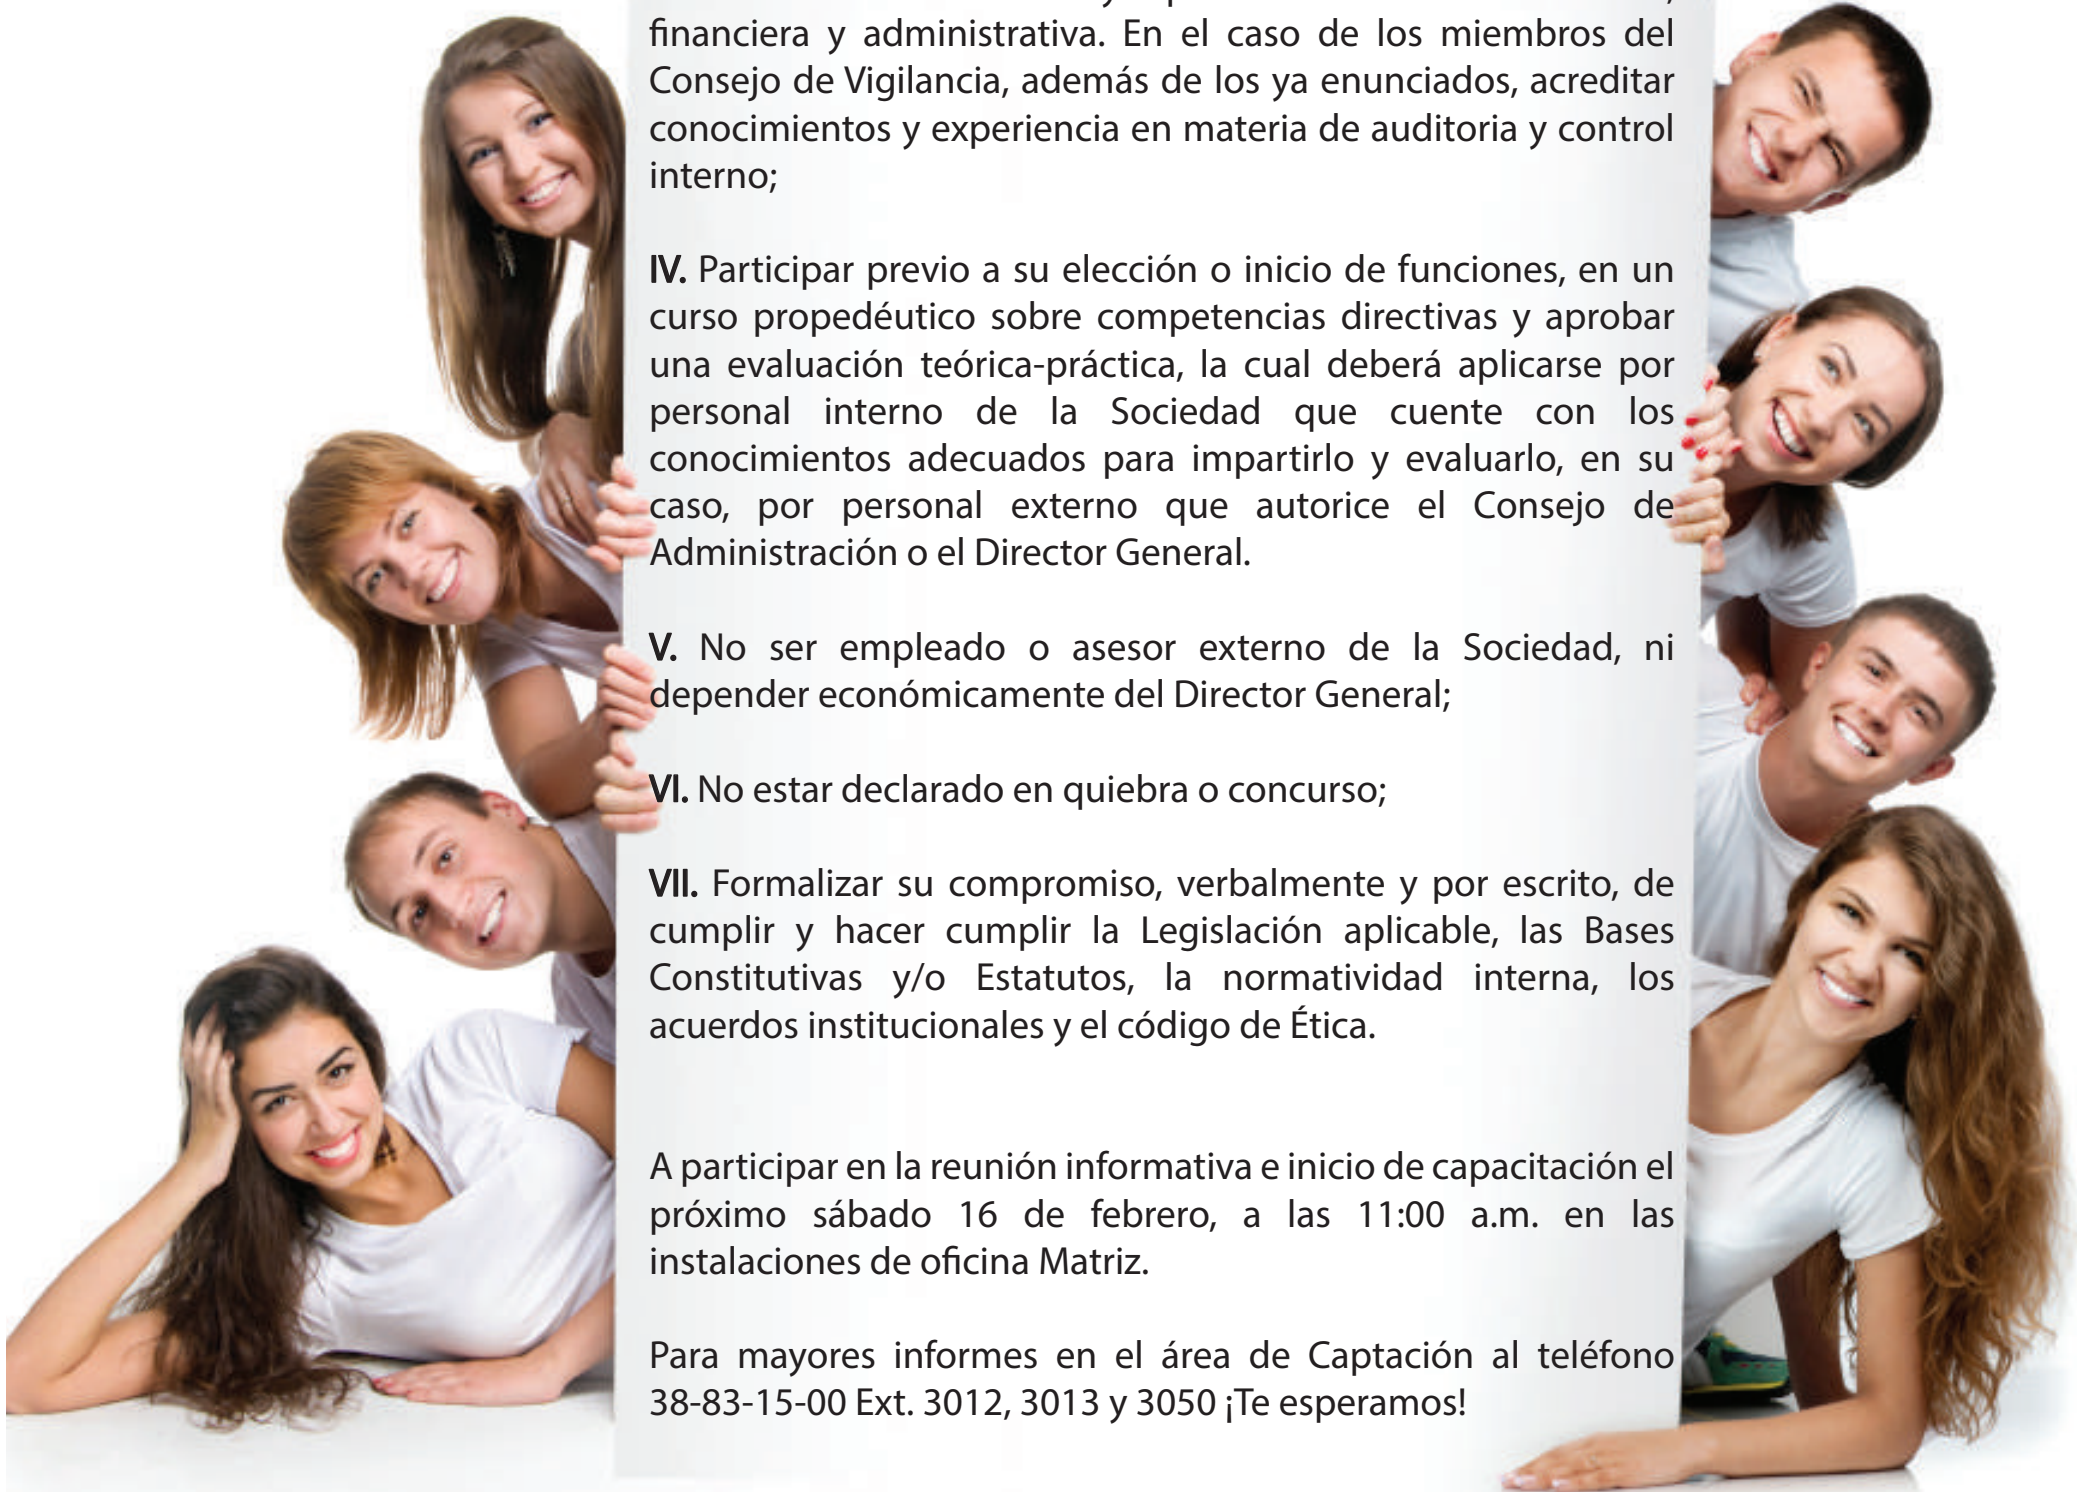 financiera y administrativa. En el caso de los miembros del
Consejo de Vigilancia, además de los ya enunciados, acreditar
conocimientos y experiencia en materia de auditoria y control
interno;
IV. Participar previo a su elección o inicio de funciones, en un
curso propedéutico sobre competencias directivas y aprobar
una evaluación teórica-práctica, la cual deberá aplicarse por
personal interno de la Sociedad que cuente con los
conocimientos adecuados para impartirlo y evaluarlo, en su
caso, por personal externo que autorice el Consejo de
Administración o el Director General.
V. No ser empleado o asesor externo de la Sociedad, ni
depender económicamente del Director General;
VI. No estar declarado en quiebra o concurso;
VII. Formalizar su compromiso, verbalmente y por escrito, de
cumplir y hacer cumplir la Legislación aplicable, las Bases
Constitutivas y/o Estatutos, la normatividad interna, los
acuerdos institucionales y el código de Ética.
A participar en la reunión informativa e inicio de capacitación el
próximo sábado 16 de febrero, a las 11:00 a.m. en las
instalaciones de oficina Matriz.
Para mayores informes en el área de Captación al teléfono
38-83-15-00 Ext. 3012, 3013 y 3050 ¡Te esperamos!